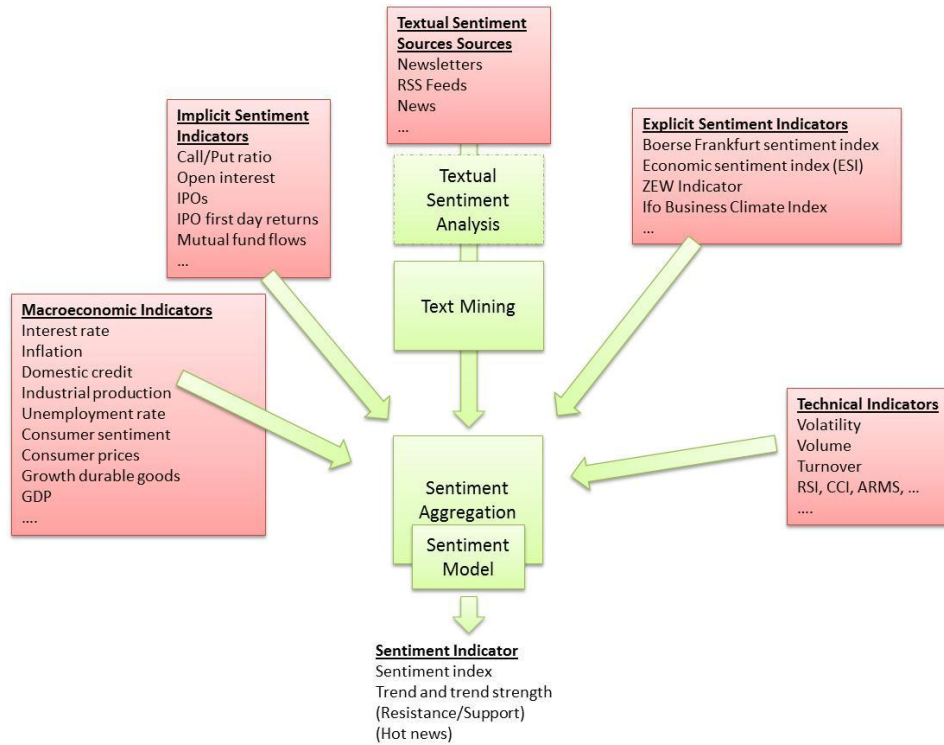 Textual Sentiment
Sources Sources
Newsletters
RSS Feeds
News
...
Implicit Sentiment
Indicators
Call/Put ratio
Open interest
IPOs
IPO first day returns
Mutual fund flows
...
Explicit Sentiment Indicators
Boerse Frankfurt sentiment index
Economic sentiment index (ESI)
ZEW Indicator
Ifo Business Climate Index
...
Textual
Sentiment
Analysis
Text Mining
Macroeconomic Indicators
Interest rate
Inflation
Domestic credit
Industrial production
Unemployment rate
Consumer sentiment
Consumer prices
Growth durable goods
GDP
....
Technical Indicators
Volatility
Volume
Turnover
RSI, CCI, ARMS, ...
....
Sentiment
Aggregation
Sentiment
Model
Sentiment Indicator
Sentiment index
Trend and trend strength
(Resistance/Support)
(Hot news)